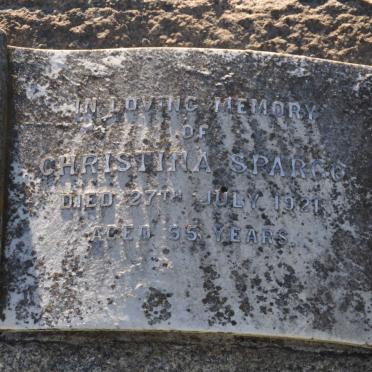 IN LOVING MEMORY
OF
CHRISTINA SPARGO
DIED 27TH JULY 1921
AGED 55 YEARS.